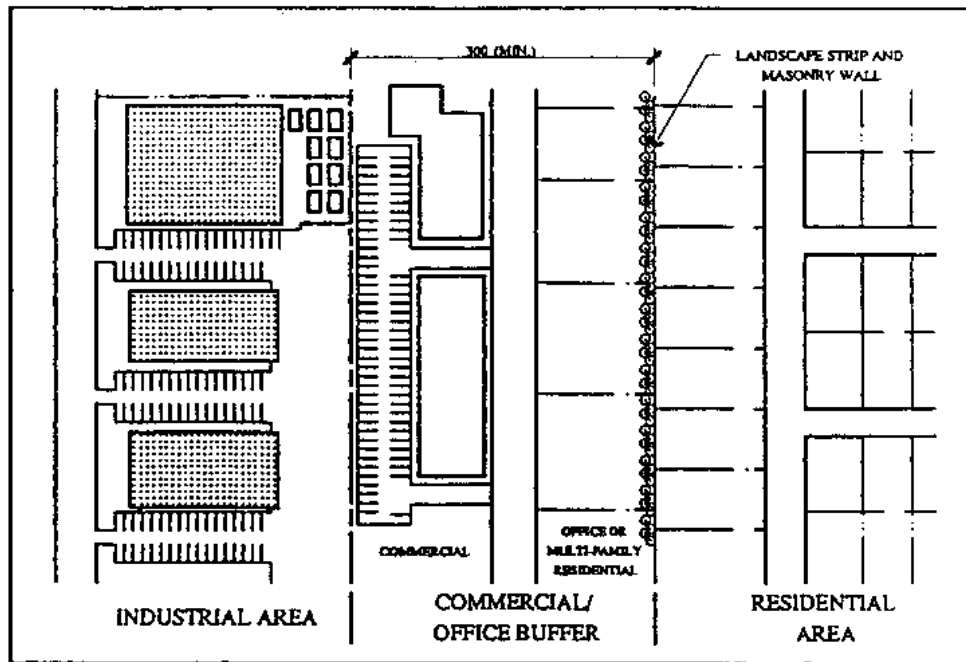 300 (MIN.)
LANDSCAPE STRIP AND
MASONRY WALL
COMMERCIAL
OFFICE OR
MULTI-FAMILY
RESIDENTIAL
INDUSTRIAL AREA
COMMERCIAL/
OFFICE BUFFER
RESIDENTIAL
AREA